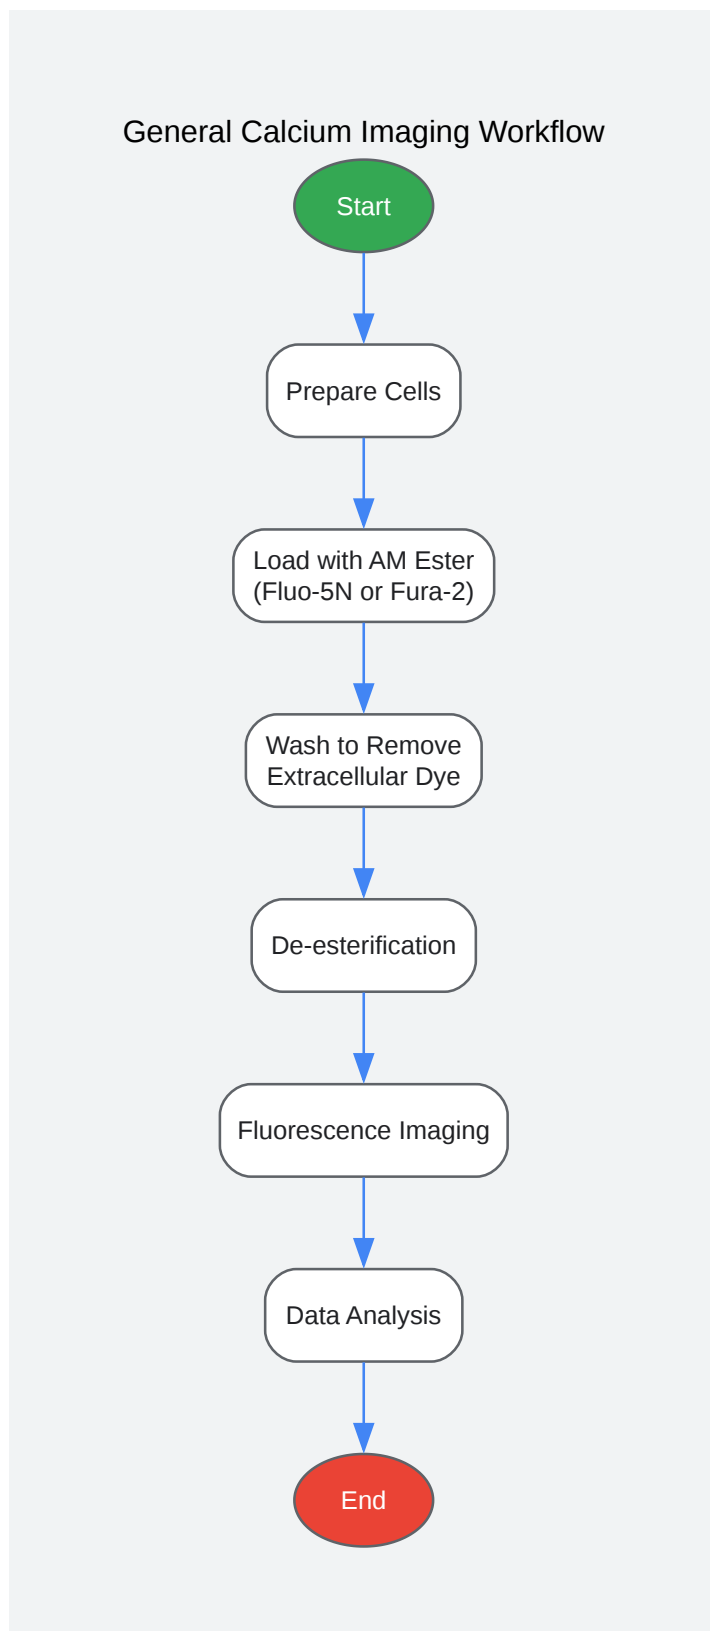 General Calcium Imaging Workflow
Start
Prepare Cells
Load with AM Ester
(Fluo-5N or Fura-2)
Wash to Remove
Extracellular Dye
De-esterification
Fluorescence Imaging
Data Analysis
End